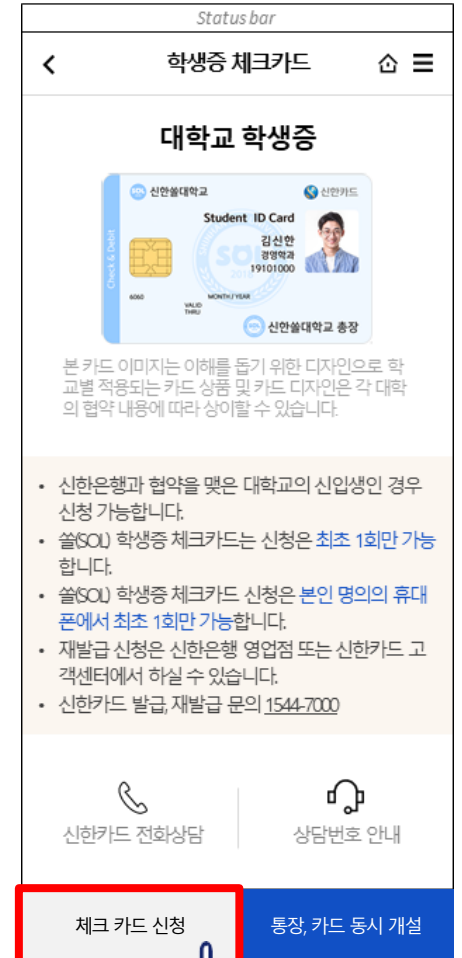 Status bar
학생증 체크카드
대학교 학생증
SOL 신한쏠대학교
신한카드
Student ID Card
Check & Debit
김신한
경영학과
19101000
SOL
2018
6060
MONTH / YEAR
VALID
THRU
신한쏠대학교 총장
본 카드 이미지는 이해를 돕기 위한 디자인으로 학
교별 적용되는 카드 상품 및 카드 디자인은 각 대학
의 협약 내용에 따라 상이할 수 있습니다.
• 신한은행과 협약을 맺은 대학교의 신입생인 경우
신청 가능합니다.
• 쏠(SOL) 학생증 체크카드는 신청은 최초 1회만 가능
합니다.
• 쏠(SOL) 학생증 체크카드 신청은 본인 명의의 휴대
폰에서 최초 1회만 가능합니다.
• 재발급 신청은 신한은행 영업점 또는 신한카드 고
객센터에서 하실 수 있습니다.
• 신한카드 발급,재발급 문의 1544-7000
신한카드 전화상담
상담번호 안내
체크 카드 신청
통장, 카드 동시 개설